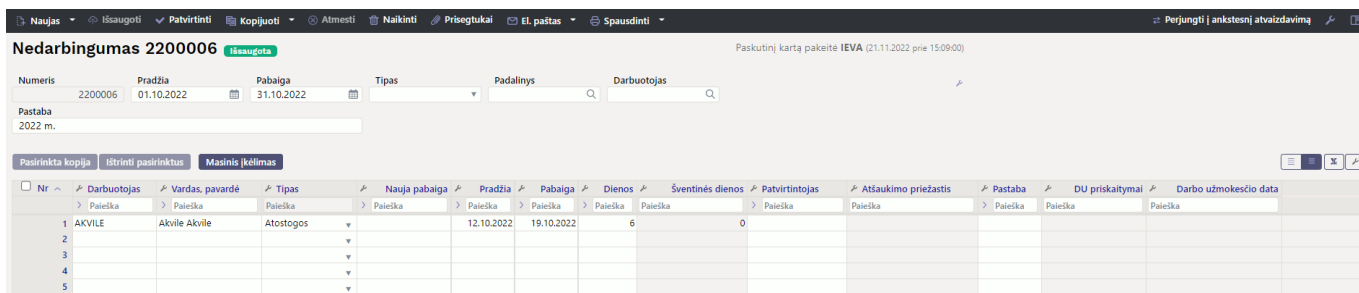 Naujas Išsaugoti Patvirtinti Kopijuoti Atmesti Naikinti Prisegtukai El. paštas Spausdinti Perjungti į ankstesnį atvaizdavimą
Nedarbingumas 2200006 Išsaugota Paskutinį kartą pakeitė IEVA (21.11.2022 prie 15:09:00)
Numeris Pradžia Pabaiga Tipas Padalinys Darbuotojas
2200006 01.10.2022 31.10.2022
Pastaba
2022 m.
Pasirinkta kopija Ištrinti pasirinktus Masinis įkėlimas
Nr Darbuotojas Vardas, pavardė Tipas Nauja pabaiga Pradžia Pabaiga Dienos Šventinės dienos Patvirtintojas Atšaukimo priežastis Pastaba DU priskaitymai Darbo užmokesčio data
Paieška Paieška Paieška Paieška Paieška Paieška Paieška Paieška Paieška Paieška Paieška Paieška Paieška
1 AKVILE Akvile Akvile Atostogos 12.10.2022 19.10.2022 6 0
2
3
4
5